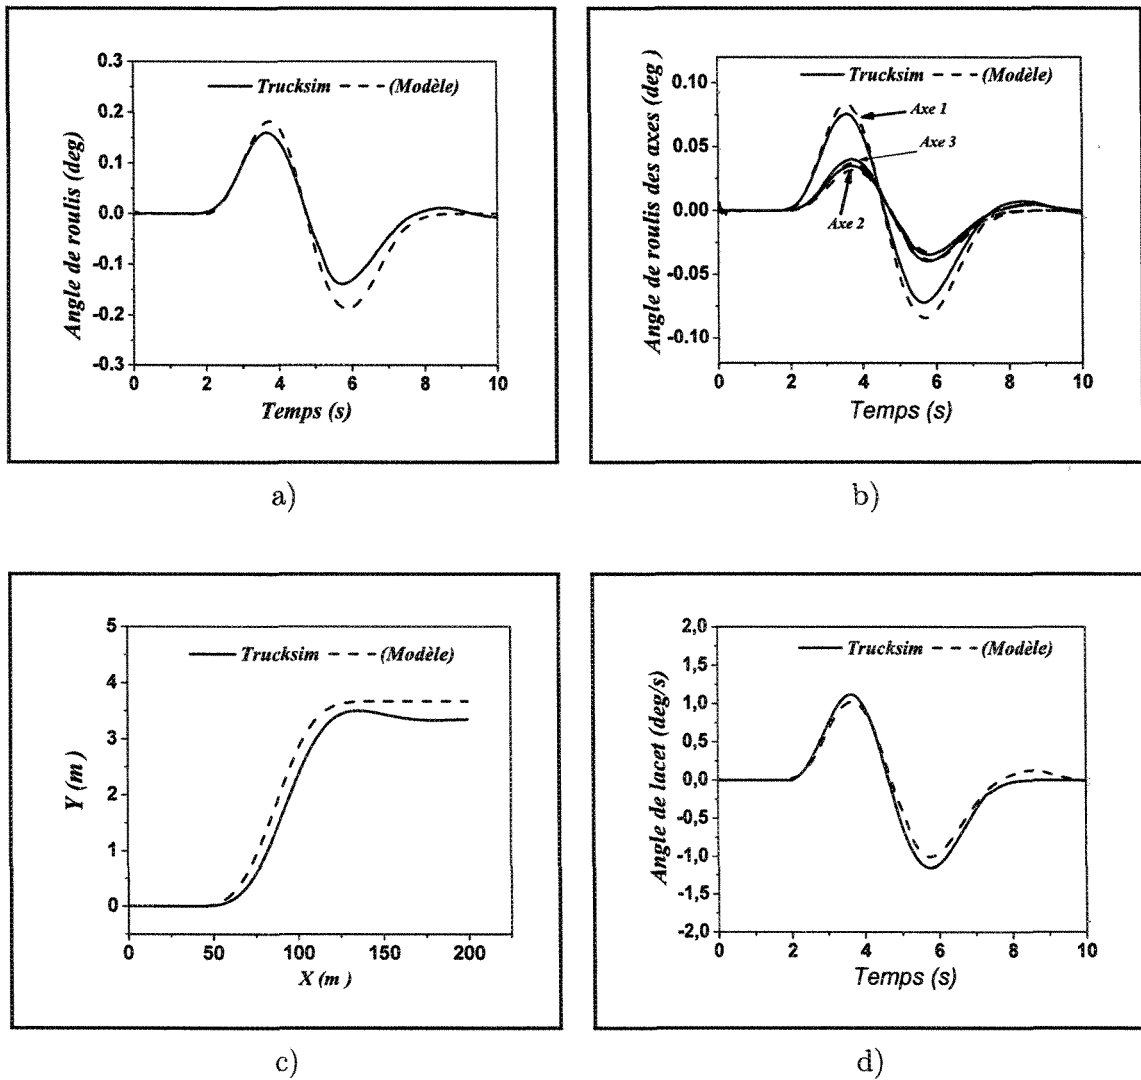 0.3
0.2
0.1
0.0
-0.1
-0.2
-0.3
Angle de roulis (deg)
Trucksim (Modèle)
0 2 4 6 8 10
Temps (s)
a)
0.10
0.05
0.00
-0.05
-0.10
Angle de roulis des axes (deg )
Trucksim (Modèle)
Axe 1
Axe 3
Axe 2
0 2 4 6 8 10
Temps (s)
b)
5
4
3
2
1
0
Y (m )
Trucksim (Modèle)
0 50 100 150 200
X (m )
c)
2,0
1,5
1,0
0,5
0,0
-0,5
-1,0
-1,5
-2,0
Angle de lacet (deg/s)
Trucksim (Modèle)
0 2 4 6 8 10
Temps (s)
d)